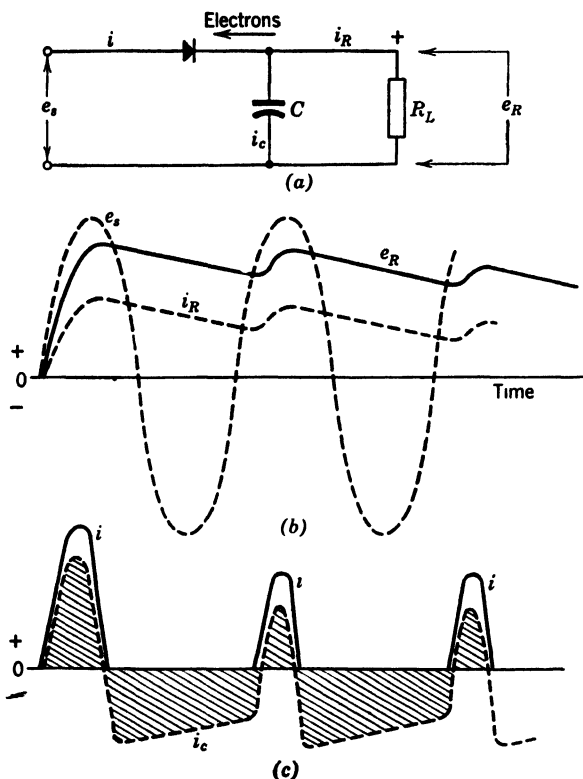 Electrons
i
i_R
+
e_s
C
R_L
e_R
i_c
(a)
e_s
e_R
i_R
+
0
−
Time
(b)
i
ı
i
+
0
−
i_c
(c)